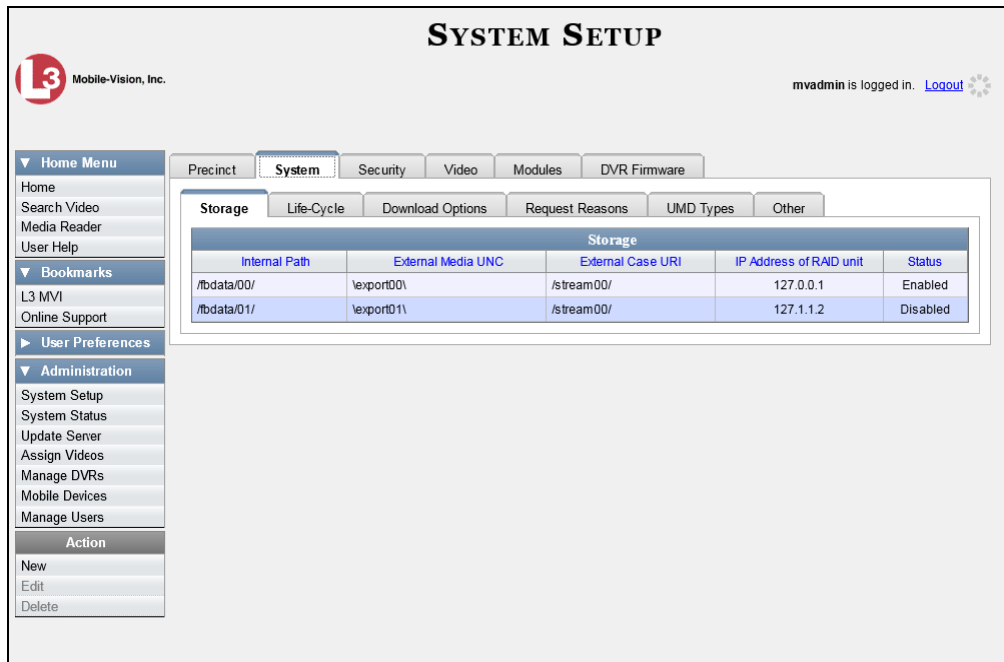 SYSTEM SETUP
L3 Mobile-Vision, Inc.
mvadmin is logged in. Logout
▼ Home Menu
Home
Search Video
Media Reader
User Help
▼ Bookmarks
L3 MVI
Online Support
▶ User Preferences
▼ Administration
System Setup
System Status
Update Server
Assign Videos
Manage DVRs
Mobile Devices
Manage Users
Action
New
Edit
Delete
Precinct System Security Video Modules DVR Firmware
Storage Life-Cycle Download Options Request Reasons UMD Types Other
Storage
Internal Path External Media UNC External Case URI IP Address of RAID unit Status
/fbdata/00/ \export00\ /stream00/ 127.0.0.1 Enabled
/fbdata/01/ \export01\ /stream00/ 127.1.1.2 Disabled